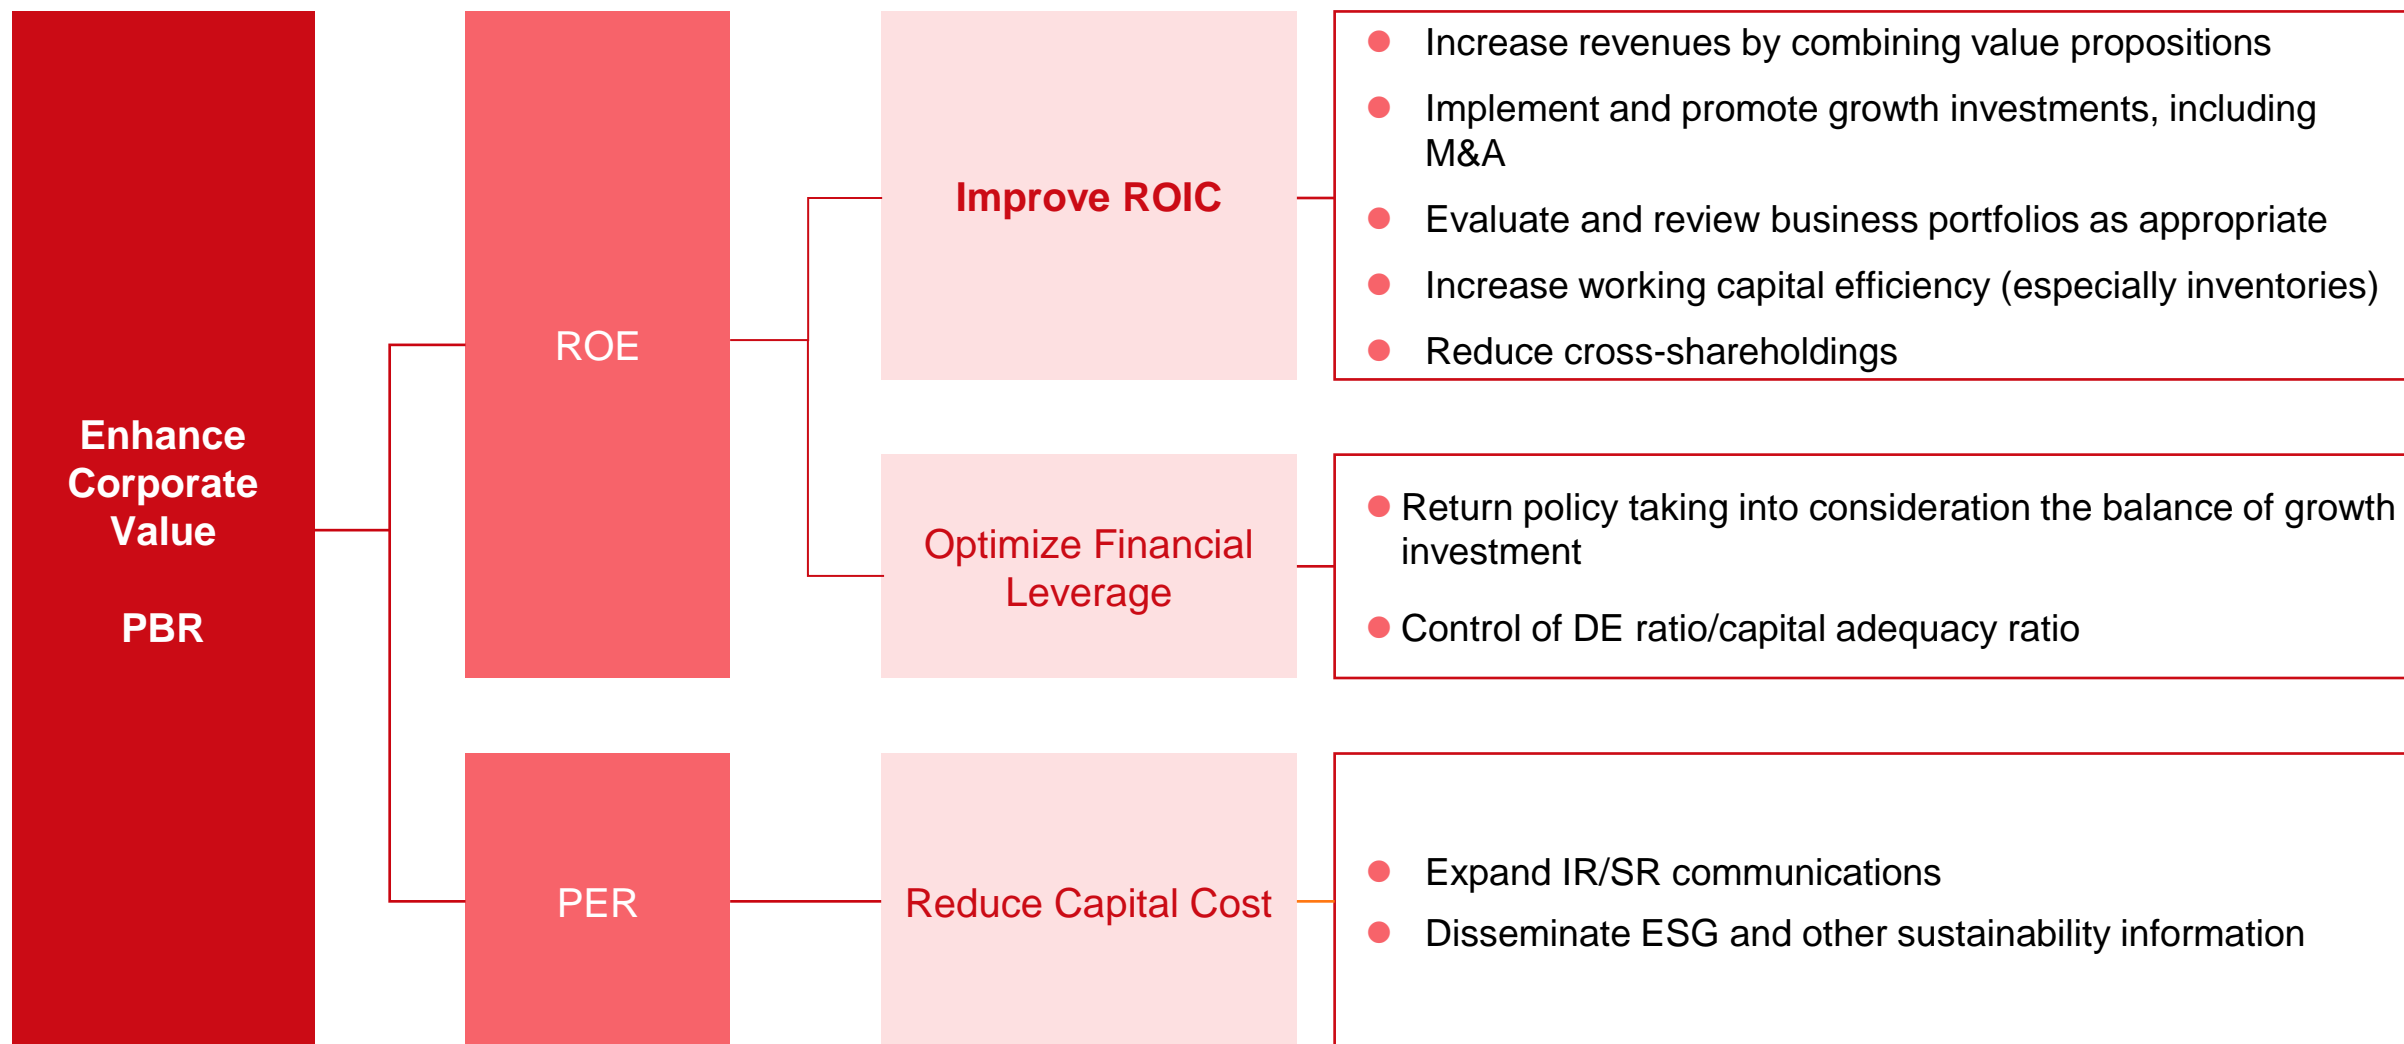 Enhance
Corporate
Value
PBR
ROE
Improve ROIC
Increase revenues by combining value propositions
Implement and promote growth investments, including
M&A
Evaluate and review business portfolios as appropriate
Increase working capital efficiency (especially inventories)
Reduce cross-shareholdings
Optimize Financial
Leverage
Return policy taking into consideration the balance of growth
investment
Control of DE ratio/capital adequacy ratio
PER
Reduce Capital Cost
Expand IR/SR communications
Disseminate ESG and other sustainability information